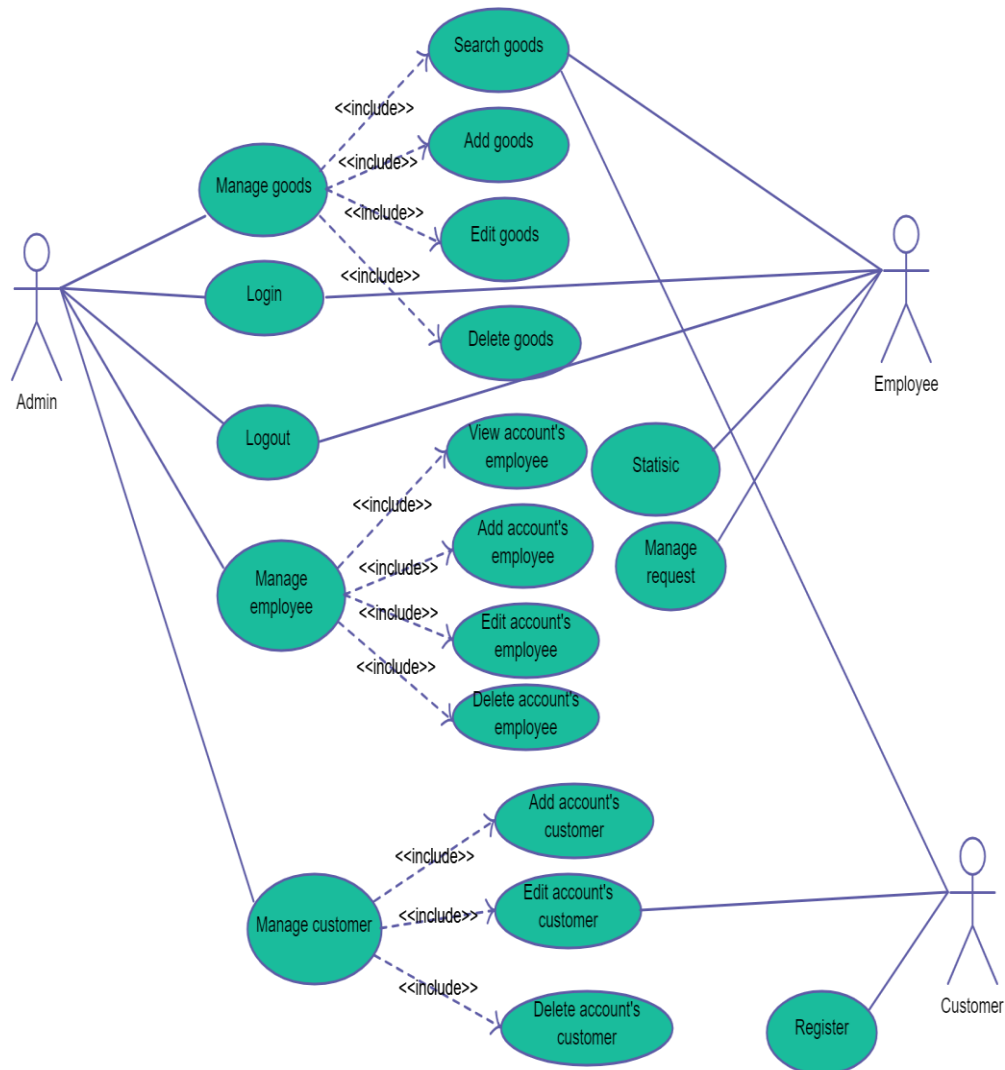 Search goods
<<include>>
Add goods
<<include>>
Manage goods
<<include>>
Edit goods
<<include>>
Login
Delete goods
Admin
Employee
Logout
View account's
employee
Statisic
<<include>>
Add account's
employee
Manage
request
<<include>>
Manage
employee
<<include>>
Edit account's
employee
<<include>>
Delete account's
employee
Add account's
customer
<<include>>
Edit account's
customer
<<include>>
Manage customer
<<include>>
Delete account's
customer
Customer
Register